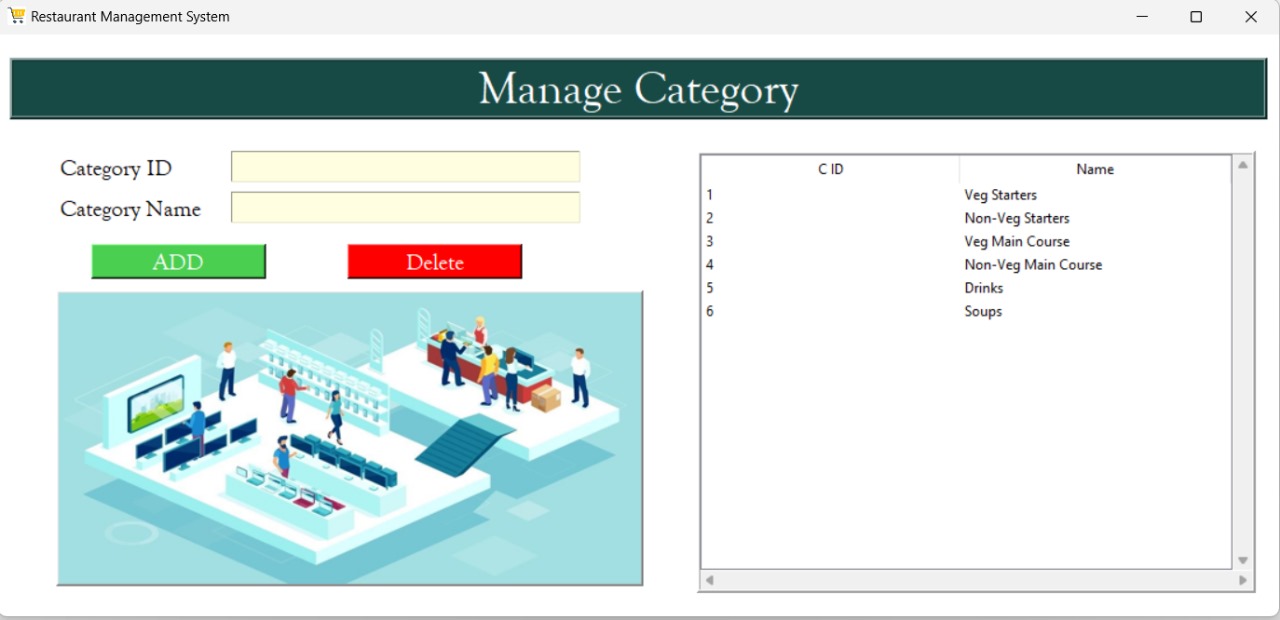 Restaurant Management System
Manage Category
Category ID
Category Name
ADD Delete
C ID Name
1 Veg Starters
2 Non-Veg Starters
3 Veg Main Course
4 Non-Veg Main Course
5 Drinks
6 Soups